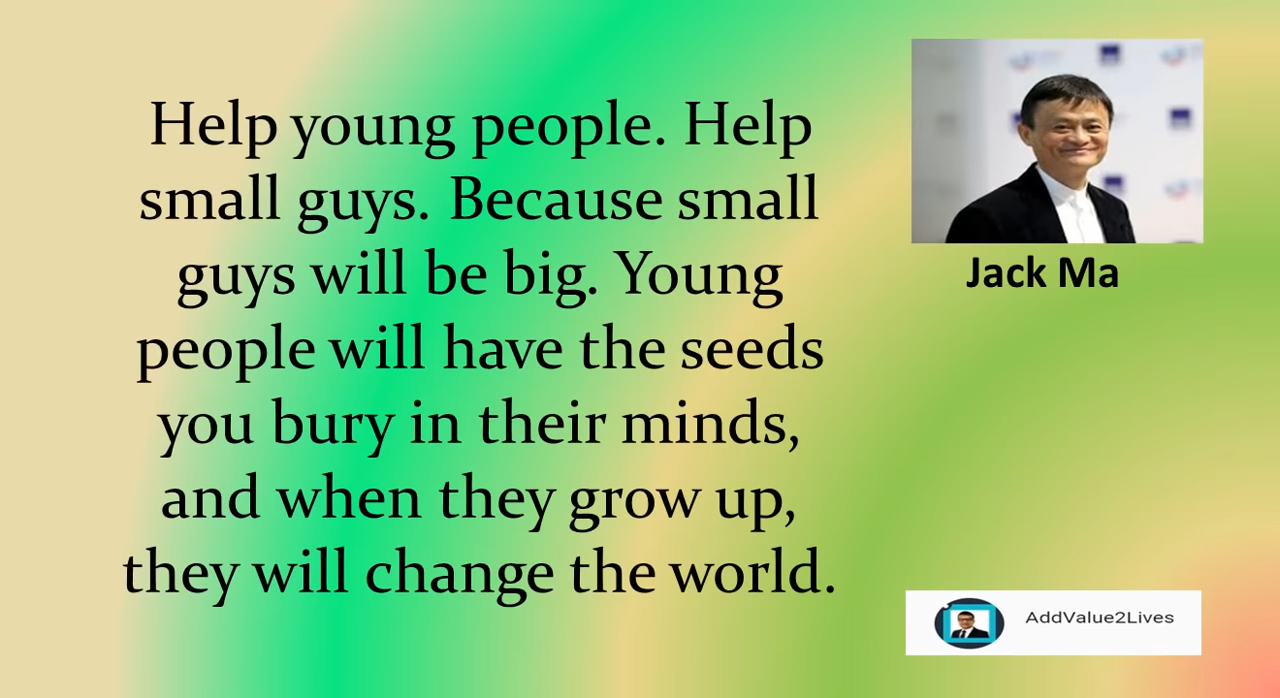 Help young people. Help
small guys. Because small
guys will be big. Young
people will have the seeds
you bury in their minds,
and when they grow up,
they will change the world.
Jack Ma
AddValue2Lives